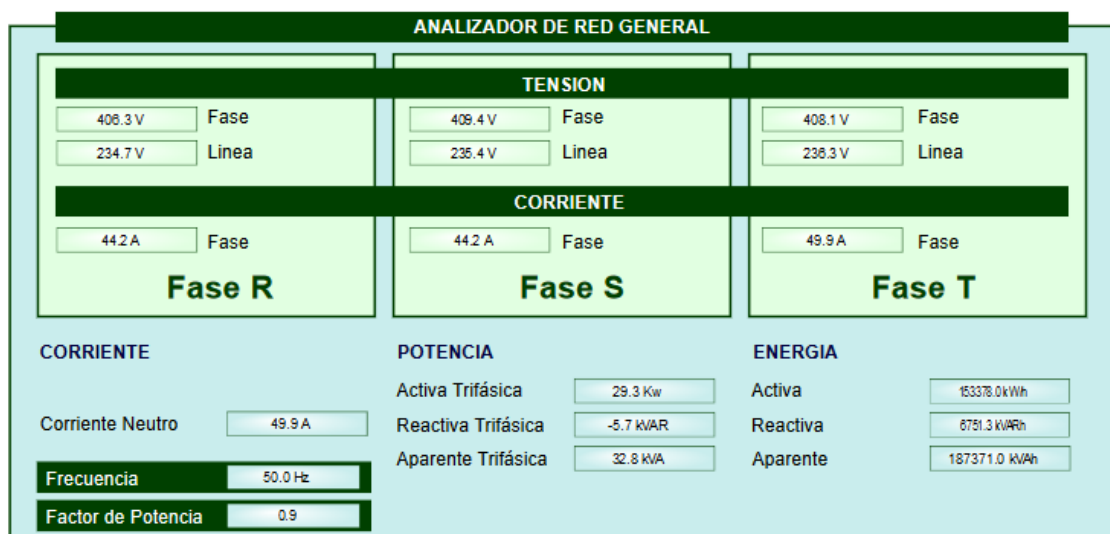 ANALIZADOR DE RED GENERAL
TENSION
406.3 V Fase 409.4 V Fase 408.1 V Fase
234.7 V Linea 235.4 V Linea 236.3 V Linea
CORRIENTE
44.2 A Fase 44.2 A Fase 49.9 A Fase
Fase R Fase S Fase T
CORRIENTE POTENCIA ENERGIA
Activa Trifásica 29.3 Kw Activa 153378.0 kWh
Corriente Neutro 49.9 A Reactiva Trifásica -5.7 kVAR Reactiva 6751.3 kVARh
Aparente Trifásica 32.8 kVA Aparente 187371.0 kVAh
Frecuencia 50.0 Hz
Factor de Potencia 0.9